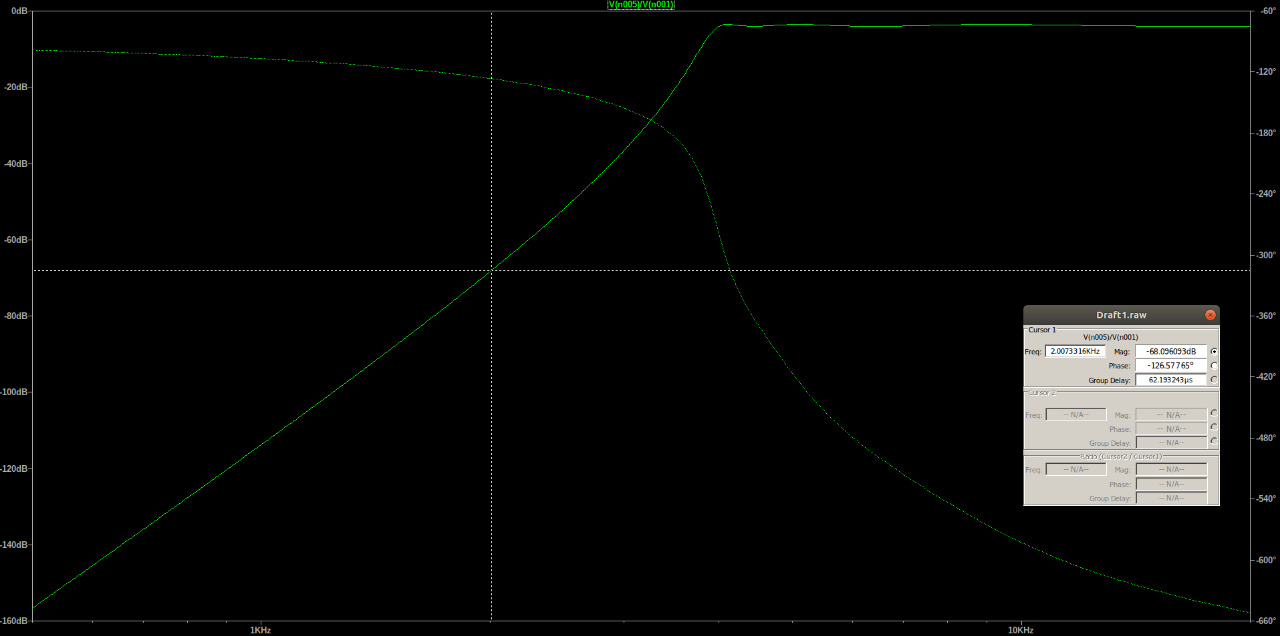 V(n005)/V(n001)
0dB
-60°
-20dB
-120°
-40dB
-180°
-60dB
-240°
-80dB
-300°
-100dB
-360°
-120dB
-420°
-140dB
-480°
-160dB
-540°
-600°
-660°
1KHz
10KHz
Draft1.raw
Cursor 1
V(n005)/V(n001)
Freq: 2.0073316KHz Mag: -68.096093dB
Phase: -126.57765°
Group Delay: 62.193243µs
Cursor 2
Freq: -- N/A-- Mag: -- N/A--
Phase: -- N/A--
Group Delay: -- N/A--
Ratio (Cursor2 / Cursor1)
Freq: -- N/A-- Mag: -- N/A--
Phase: -- N/A--
Group Delay: -- N/A--